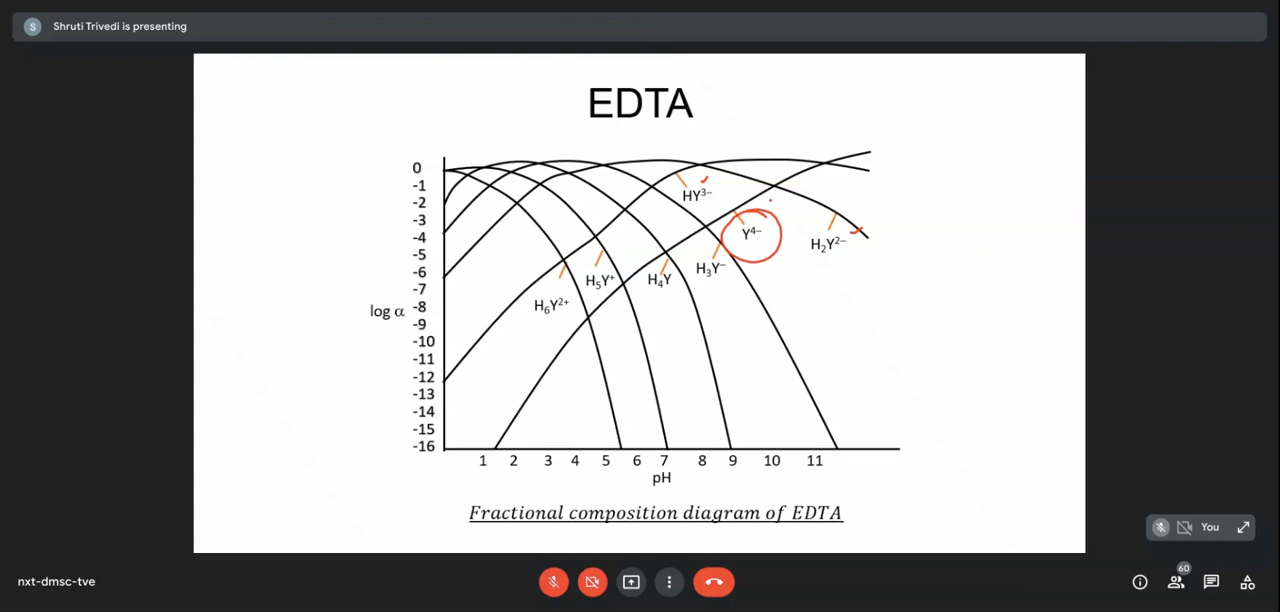 S Shruti Trivedi is presenting
EDTA
0
-1
-2
-3
-4
-5
-6
-7
-8
-9
-10
-11
-12
-13
-14
-15
-16
log α
HY³⁻
Y⁴⁻
H₂Y²⁻
H₃Y⁻
H₄Y
H₅Y⁺
H₆Y²⁺
1 2 3 4 5 6 7 8 9 10 11
pH
Fractional composition diagram of EDTA
You
nxt-dmsc-tve
60